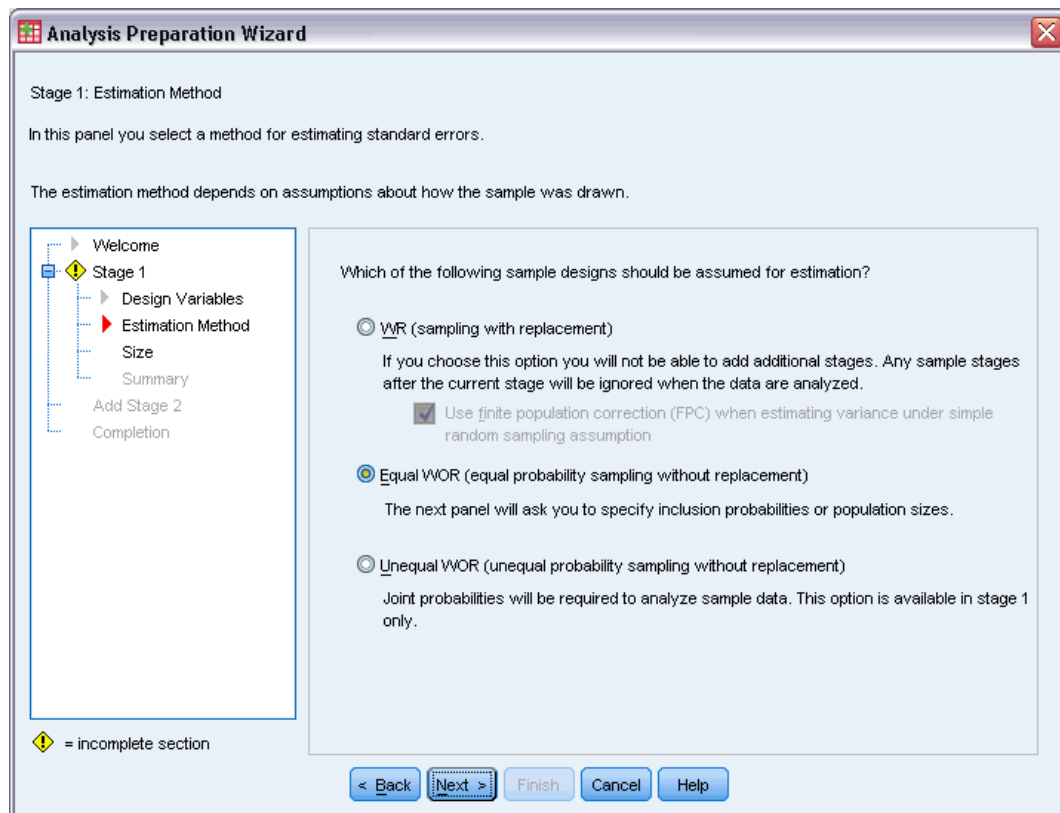 Analysis Preparation Wizard
Stage 1: Estimation Method
In this panel you select a method for estimating standard errors.
The estimation method depends on assumptions about how the sample was drawn.
Welcome
Stage 1
Design Variables
Estimation Method
Size
Summary
Add Stage 2
Completion
= incomplete section
Which of the following sample designs should be assumed for estimation?
WR (sampling with replacement)
If you choose this option you will not be able to add additional stages. Any sample stages
after the current stage will be ignored when the data are analyzed.
Use finite population correction (FPC) when estimating variance under simple
random sampling assumption
Equal WOR (equal probability sampling without replacement)
The next panel will ask you to specify inclusion probabilities or population sizes.
Unequal WOR (unequal probability sampling without replacement)
Joint probabilities will be required to analyze sample data. This option is available in stage 1
only.
< Back
Next >
Finish
Cancel
Help